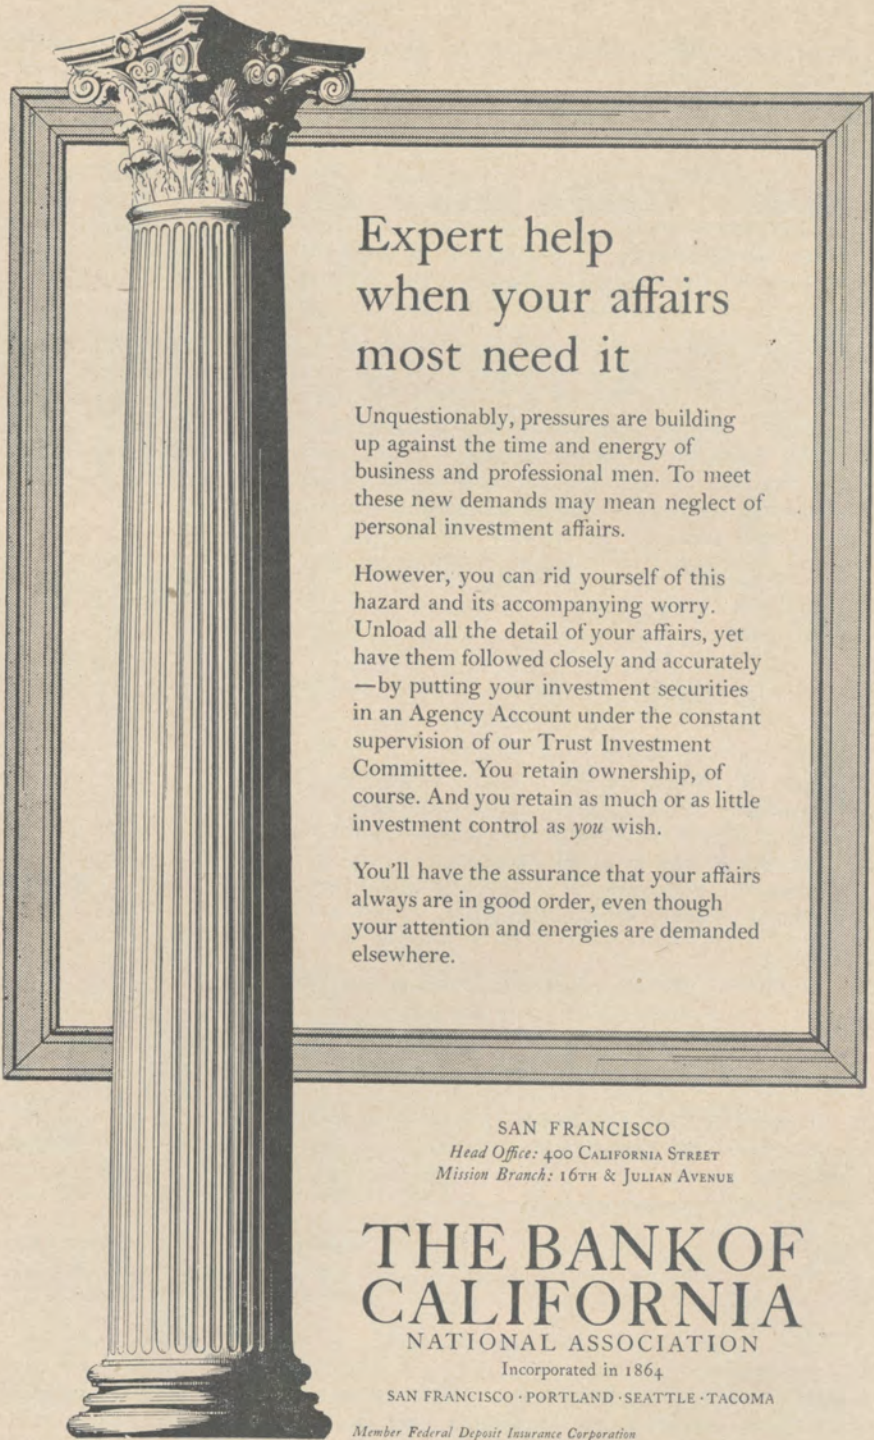 Expert help
when your affairs
most need it
Unquestionably, pressures are building
up against the time and energy of
business and professional men. To meet
these new demands may mean neglect of
personal investment affairs.
However, you can rid yourself of this
hazard and its accompanying worry.
Unload all the detail of your affairs, yet
have them followed closely and accurately
—by putting your investment securities
in an Agency Account under the constant
supervision of our Trust Investment
Committee. You retain ownership, of
course. And you retain as much or as little
investment control as you wish.
You'll have the assurance that your affairs
always are in good order, even though
your attention and energies are demanded
elsewhere.
SAN FRANCISCO
Head Office: 400 CALIFORNIA STREET
Mission Branch: 16TH & JULIAN AVENUE
THE BANK OF
CALIFORNIA
NATIONAL ASSOCIATION
Incorporated in 1864
SAN FRANCISCO · PORTLAND · SEATTLE · TACOMA
Member Federal Deposit Insurance Corporation